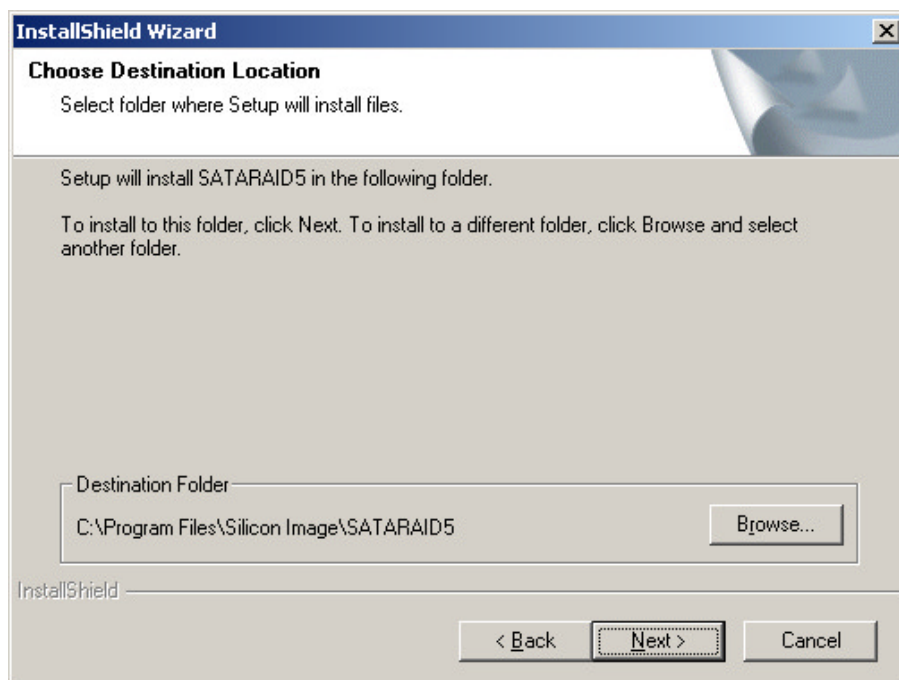 InstallShield Wizard
Choose Destination Location
Select folder where Setup will install files.
Setup will install SATARAID5 in the following folder.
To install to this folder, click Next. To install to a different folder, click Browse and select
another folder.
Destination Folder
C:\Program Files\Silicon Image\SATARAID5
Browse...
InstallShield
< Back
Next >
Cancel